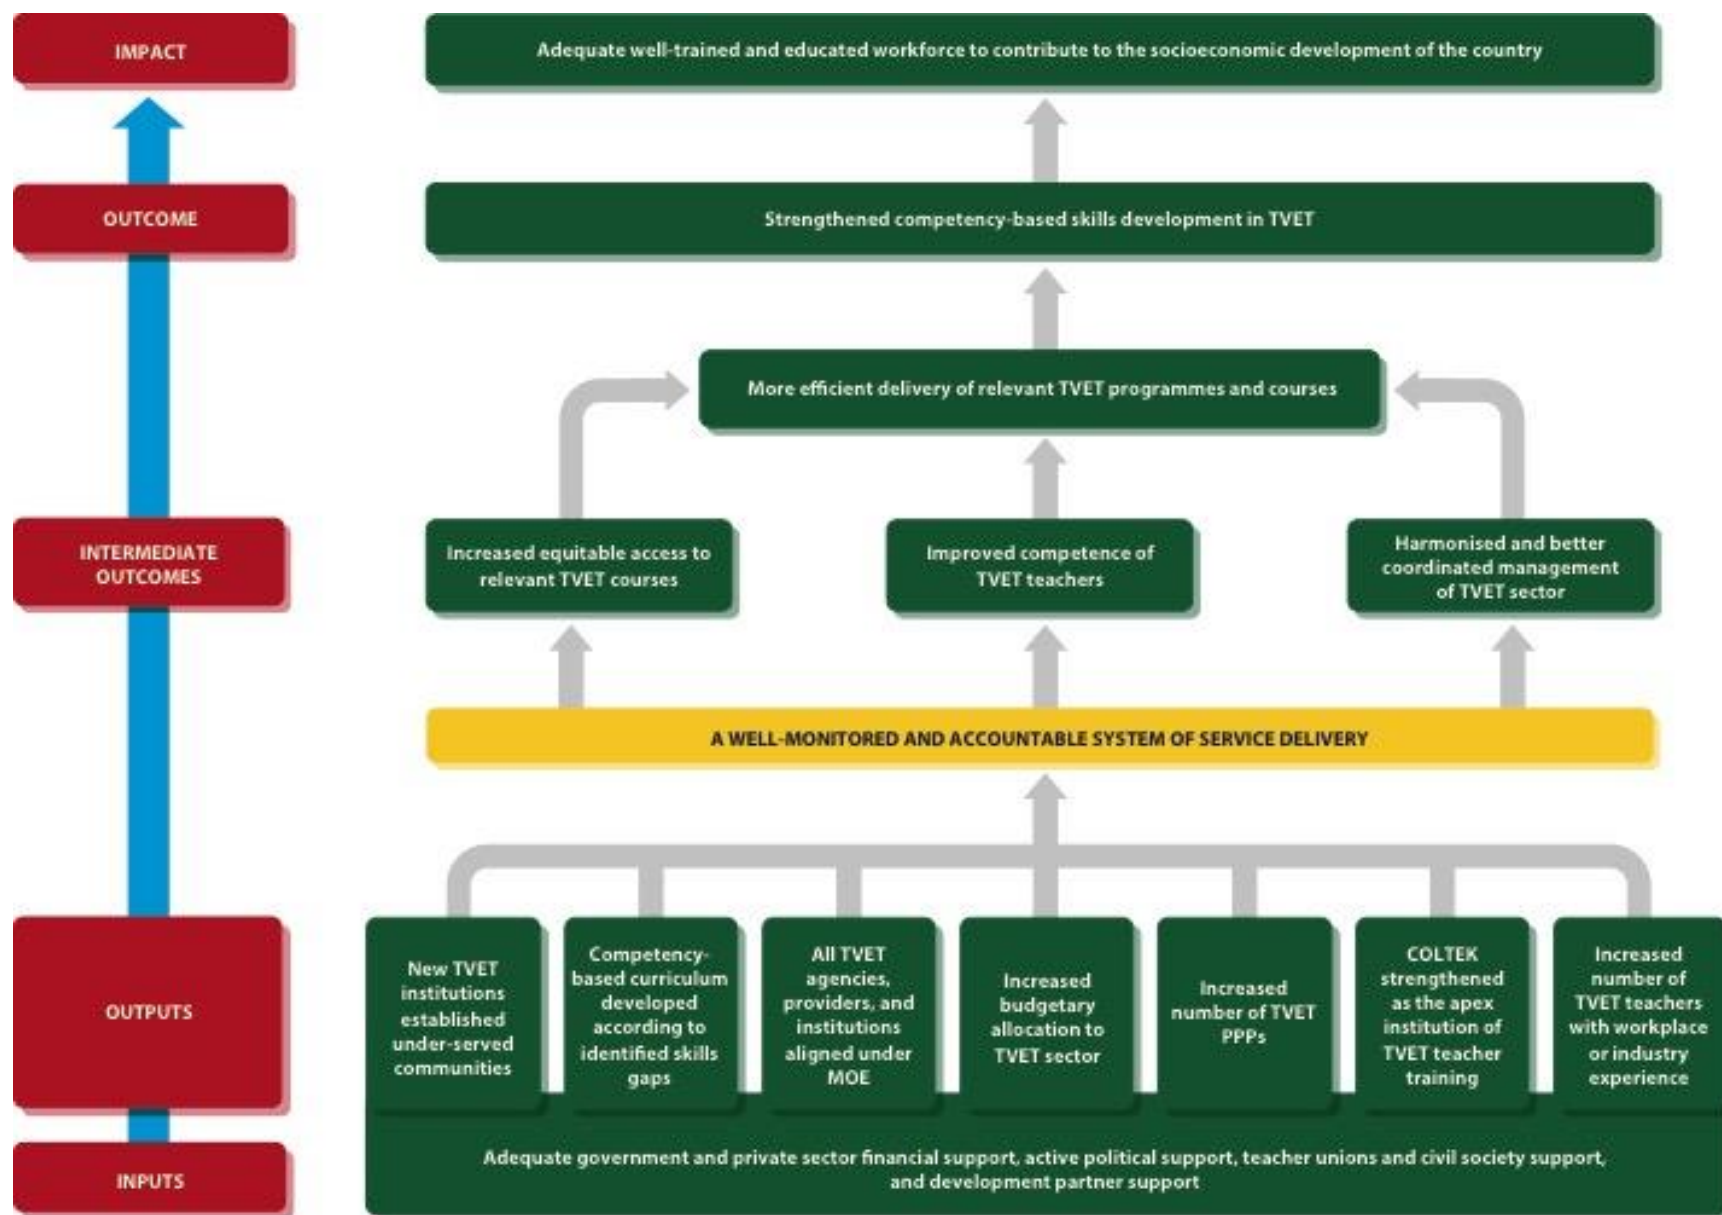 IMPACT
Adequate well-trained and educated workforce to contribute to the socioeconomic development of the country
OUTCOME
Strengthened competency-based skills development in TVET
More efficient delivery of relevant TVET programmes and courses
INTERMEDIATE
OUTCOMES
Increased equitable access to
relevant TVET courses
Improved competence of
TVET teachers
Harmonised and better
coordinated management
of TVET sector
A WELL-MONITORED AND ACCOUNTABLE SYSTEM OF SERVICE DELIVERY
OUTPUTS
New TVET
institutions
established
under-served
communities
Competency-
based curriculum
developed
according to
identified skills
gaps
All TVET
agencies,
providers, and
institutions
aligned under
MOE
Increased
budgetary
allocation to
TVET sector
Increased
number of TVET
PPPs
COLTEK
strengthened
as the apex
institution of
TVET teacher
training
Increased
number of
TVET teachers
with workplace
or industry
experience
INPUTS
Adequate government and private sector financial support, active political support, teacher unions and civil society support,
and development partner support